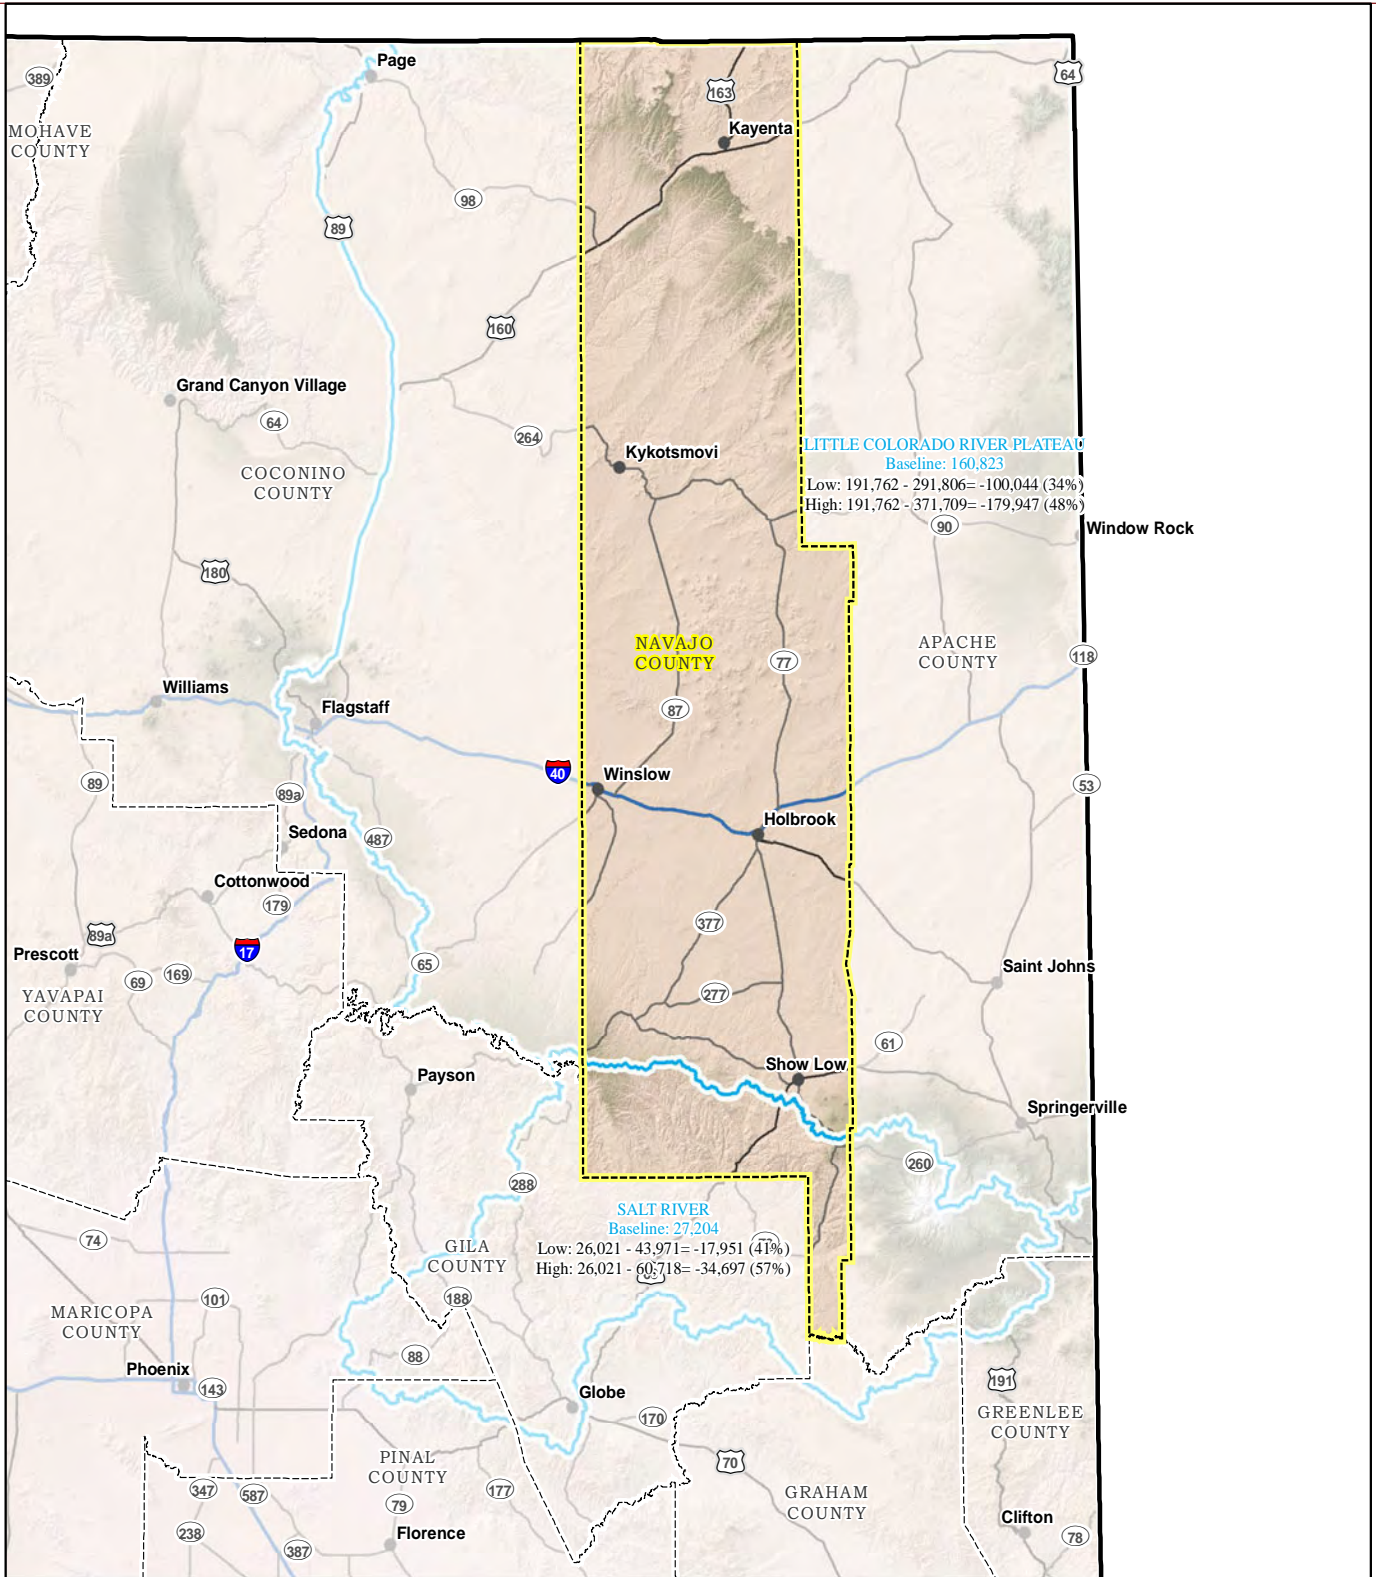 Page
389
64
163
MOHAVE
COUNTY
Kayenta
98
89
160
Grand Canyon Village
64
264
LITTLE COLORADO RIVER PLATEAU
Baseline: 160,823
Low: 191,762 - 291,806= -100,044 (34%)
High: 191,762 - 371,709= -179,947 (48%)
Kykotsmovi
COCONINO
COUNTY
90
Window Rock
180
NAVAJO
COUNTY
APACHE
COUNTY
118
77
Williams
Flagstaff
87
40
Winslow
89
53
89a
Holbrook
Sedona
487
Cottonwood
179
377
89a
17
Prescott
65
Saint Johns
69
169
277
YAVAPAI
COUNTY
61
Show Low
Payson
Springerville
260
288
SALT RIVER
Baseline: 27,204
Low: 26,021 - 43,971= -17,951 (41%)
High: 26,021 - 60,718= -34,697 (57%)
74
GILA
COUNTY
188
101
MARICOPA
COUNTY
88
Phoenix
143
191
Globe
170
GREENLEE
COUNTY
PINAL
COUNTY
70
347
587
79
177
GRAHAM
COUNTY
Clifton
238
Florence
78
387